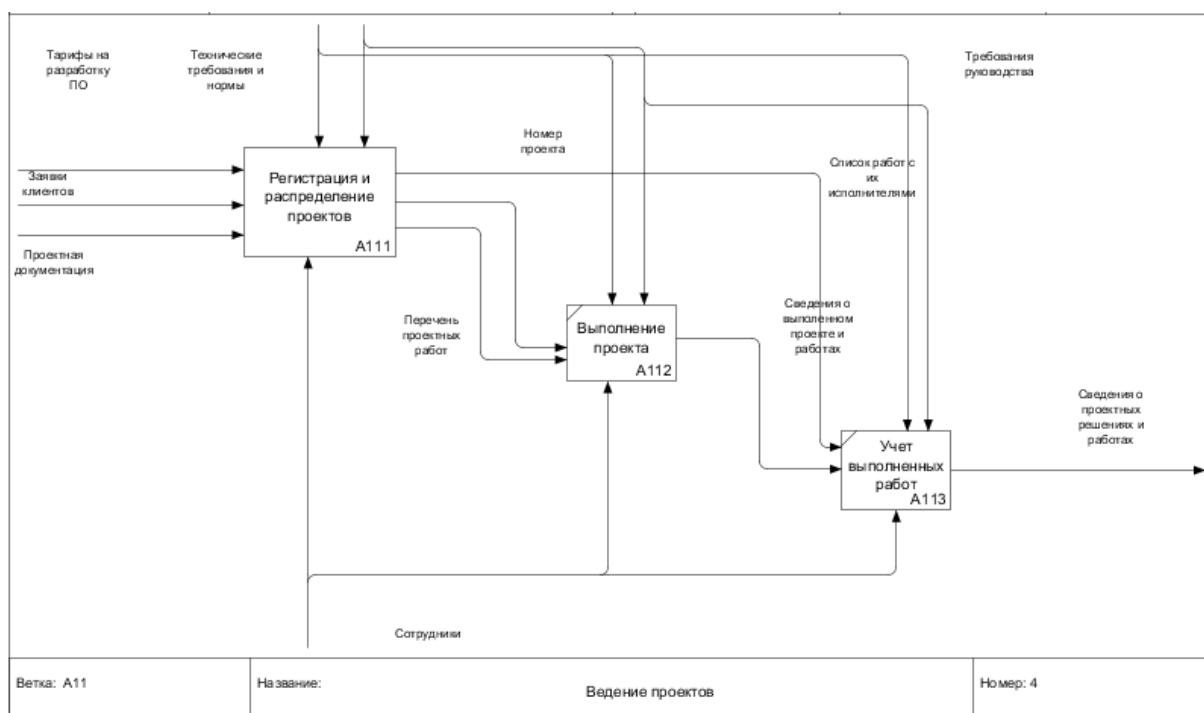 Тарифы на
разработку
ПО
Технические
требования и
нормы
Требования
руководства
Номер
проекта
Заявки
клиентов
Регистрация и
распределение
проектов
A111
Список работ с
их
исполнителями
Проектная
документация
Перечень
проектных
работ
Выполнение
проекта
A112
Сведения о
выполенном
проекте и
работах
Сведения о
проектных
решениях и
работах
Учет
выполненных
работ
A113
Сотрудники
Ветка: A11
Название:
Ведение проектов
Номер: 4